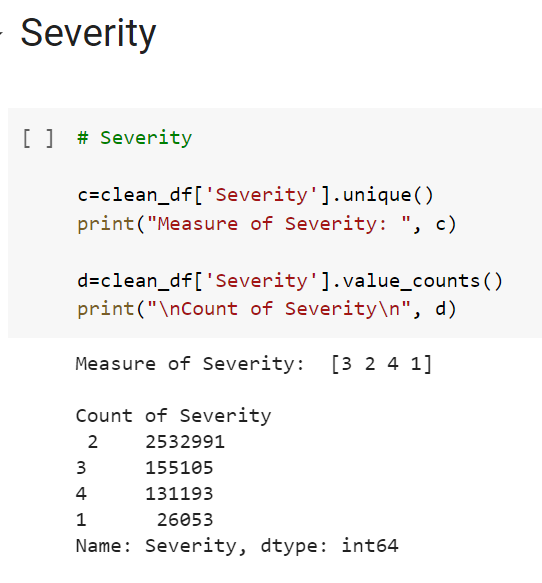 Severity
[ ] # Severity
c=clean_df['Severity'].unique()
print("Measure of Severity: ", c)
d=clean_df['Severity'].value_counts()
print("\nCount of Severity\n", d)
Measure of Severity:  [3 2 4 1]
Count of Severity
 2    2532991
3     155105
4     131193
1      26053
Name: Severity, dtype: int64